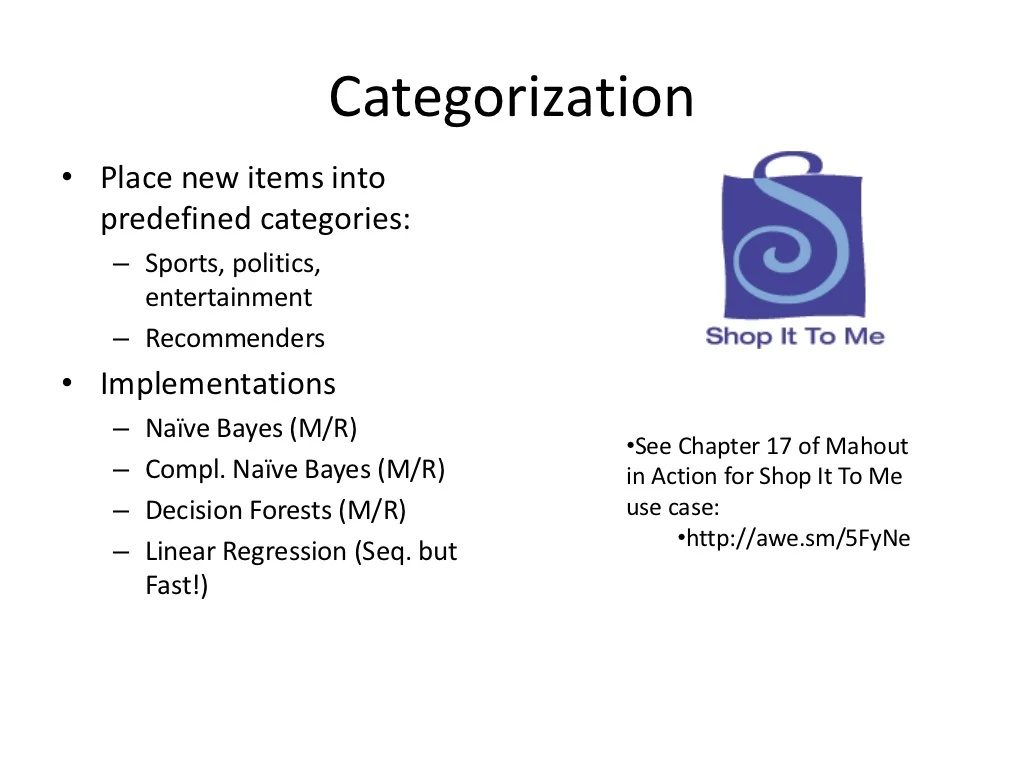 Categorization
• Place new items into
predefined categories:
– Sports, politics,
entertainment
– Recommenders
• Implementations
– Naïve Bayes (M/R)
– Compl. Naïve Bayes (M/R)
– Decision Forests (M/R)
– Linear Regression (Seq. but
Fast!)
Shop It To Me
•See Chapter 17 of Mahout
in Action for Shop It To Me
use case:
•http://awe.sm/5FyNe